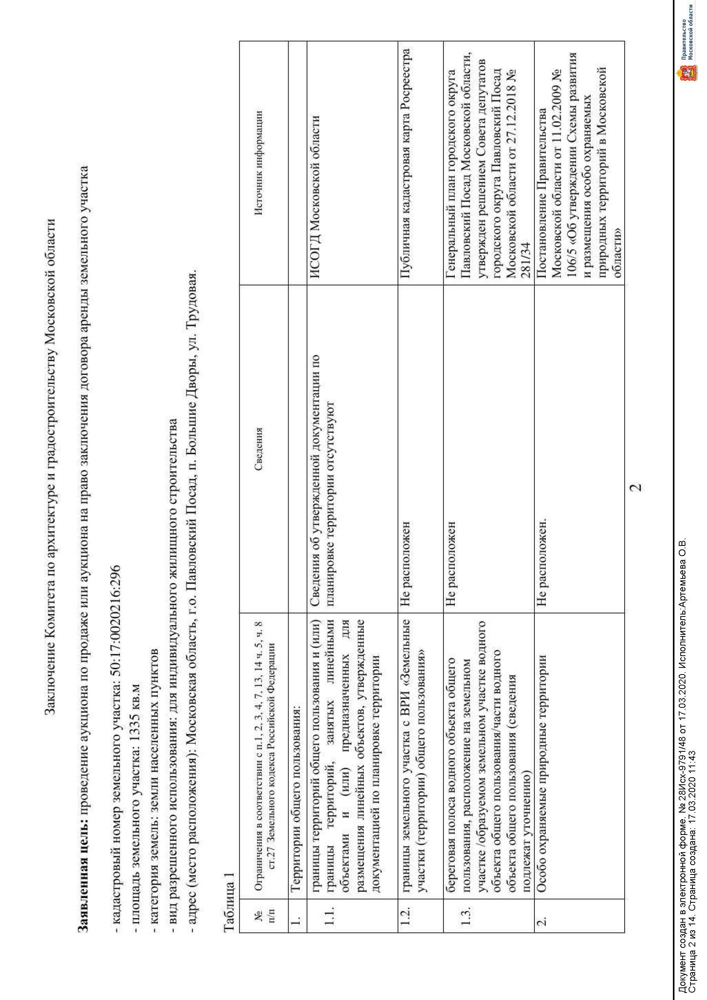 Заключение Комитета по архитектуре и градостроительству Московской области
Заявленная цель: проведение аукциона по продаже или аукциона на право заключения договора аренды земельного участка
- кадастровый номер земельного участка: 50:17:0020216:296
- площадь земельного участка: 1335 кв.м
- категория земель: земли населенных пунктов
- вид разрешенного использования: для индивидуального жилищного строительства
- адрес (место расположения): Московская область, г.о. Павловский Посад, п. Большие Дворы, ул. Трудовая.
Таблица 1
№
п/п
Ограничения в соответствии с п.1, 2, 3, 4, 7, 13, 14 ч. 5, ч. 8
ст.27 Земельного кодекса Российской Федерации
Сведения
Источник информации
1.
Территории общего пользования:
1.1.
границы территорий общего пользования и (или)
границы территорий, занятых линейными
объектами и (или) предназначенных для
размещения линейных объектов, утвержденные
документацией по планировке территории
Сведения об утвержденной документации по
планировке территории отсутствуют
ИСОГД Московской области
1.2.
границы земельного участка с ВРИ «Земельные
участки (территории) общего пользования»
Не расположен
Публичная кадастровая карта Росреестра
1.3.
береговая полоса водного объекта общего
пользования, расположение на земельном
участке /образуемом земельном участке водного
объекта общего пользования/части водного
объекта общего пользования (сведения
подлежат уточнению)
Не расположен
Генеральный план городского округа
Павловский Посад Московской области,
утвержден решением Совета депутатов
городского округа Павловский Посад
Московской области от 27.12.2018 №
281/34
2.
Особо охраняемые природные территории
Не расположен.
Постановление Правительства
Московской области от 11.02.2009 №
106/5 «Об утверждении Схемы развития
и размещения особо охраняемых
природных территорий в Московской
области»
2
Документ создан в электронной форме. № 28Исх-9791/48 от 17.03.2020. Исполнитель:Артемьева О.В.
Страница 2 из 14. Страница создана: 17.03.2020 11:43
Правительство
Московской области